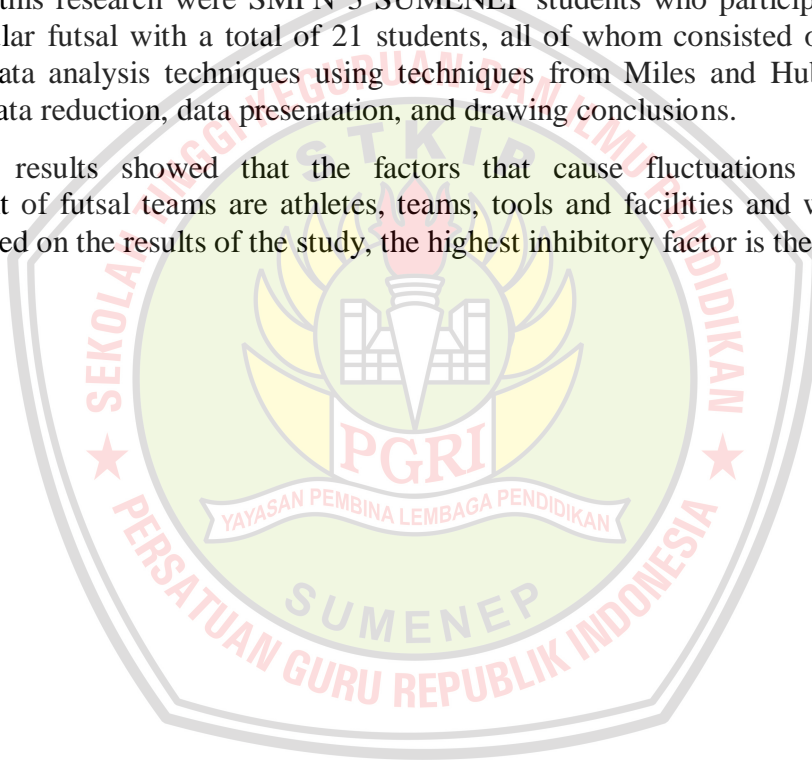 this research were SMPN SUMENEP students who particip
lar futsal with a total of 21 students, all of whom consisted o
ata analysis techniques using techniques from Miles and Hub
ata reduction, data presentation, and drawing conclusions.
results showed that the factors that cause fluctuations
t of futsal teams are athletes, teams, tools and facilities and w
ed on the results of the study, the highest inhibitory factor is the
SEKOLAH TINGGI KEGURUAN DAN ILMU PENDIDIKAN
STKIP
PGRI
YAYASAN PEMBINA LEMBAGA PENDIDIKAN
SUMENEP
PERSATUAN GURU REPUBLIK INDONESIA